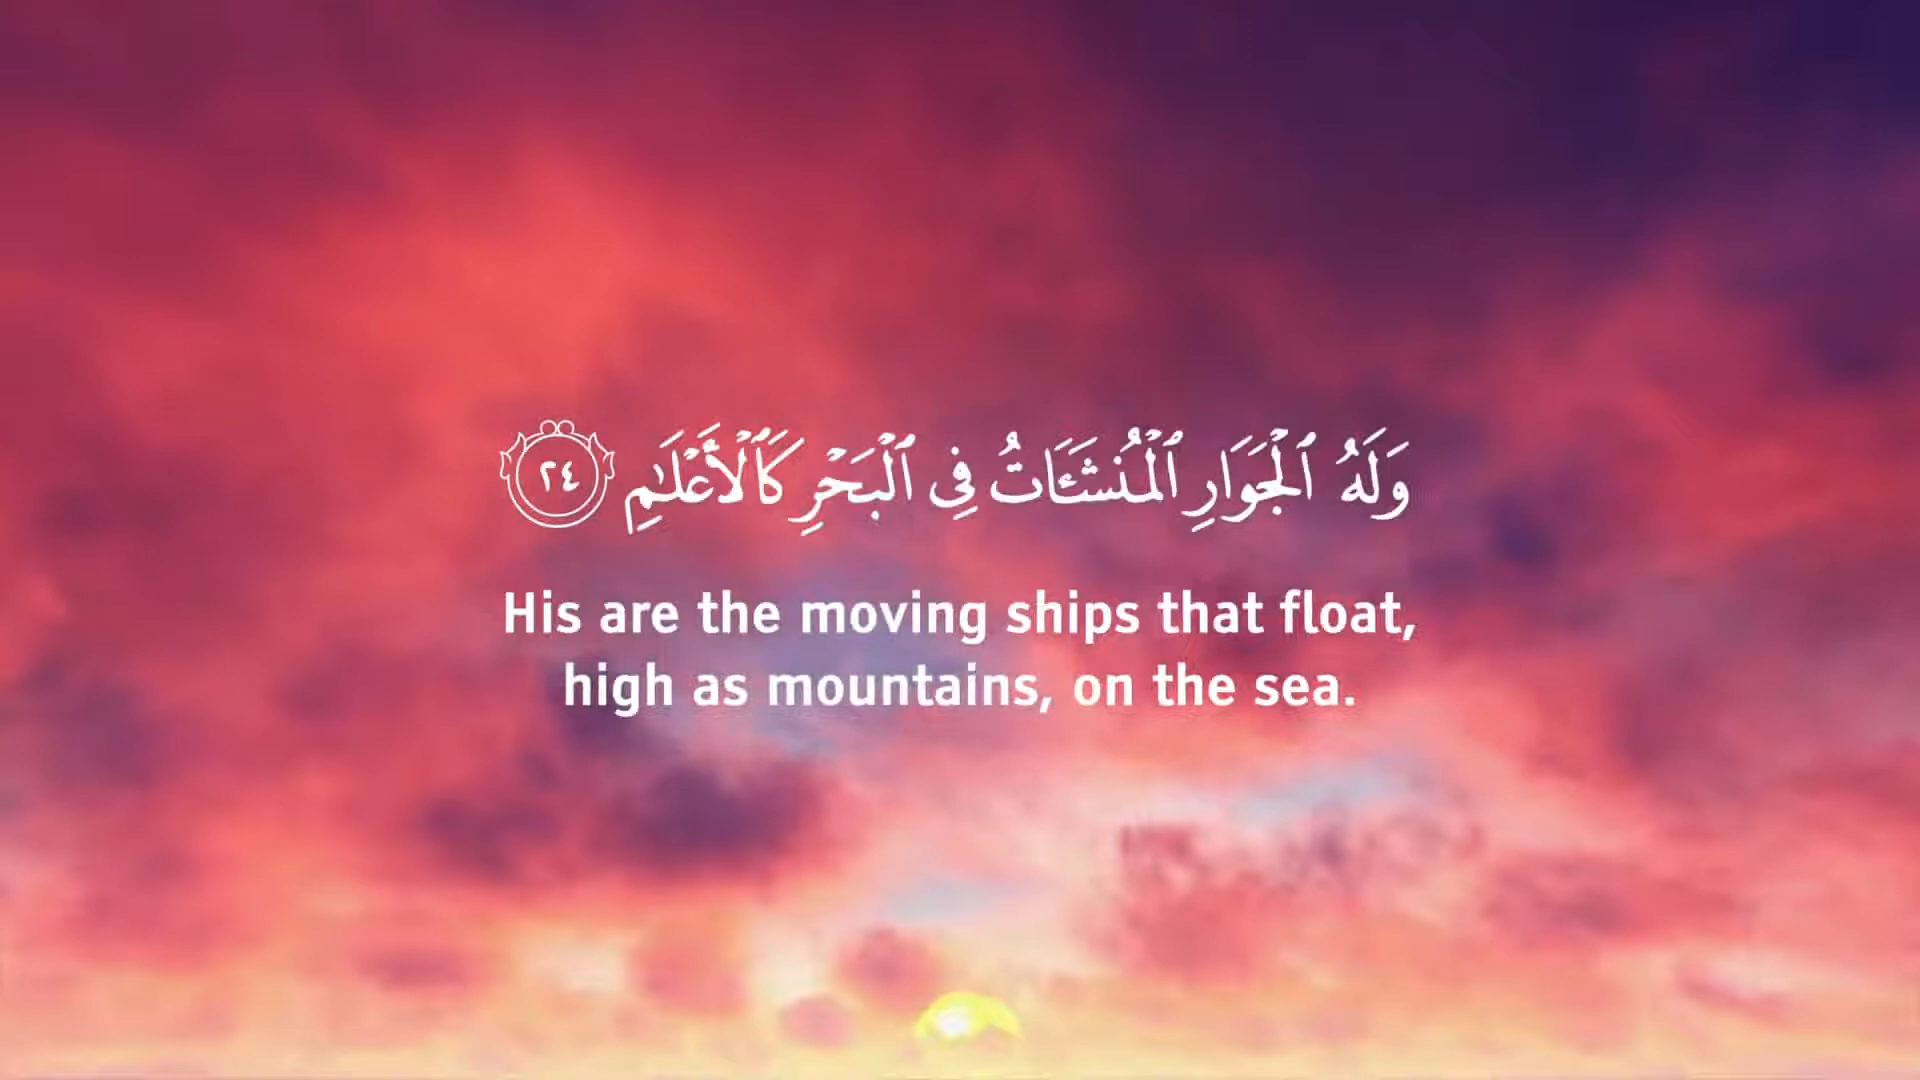 وَلَهُ ٱلْجَوَارِ ٱلْمُنشَـَٔاتُ فِى ٱلْبَحْرِ كَٱلْأَعْلَـٰمِ ٢٤
His are the moving ships that float,
high as mountains, on the sea.